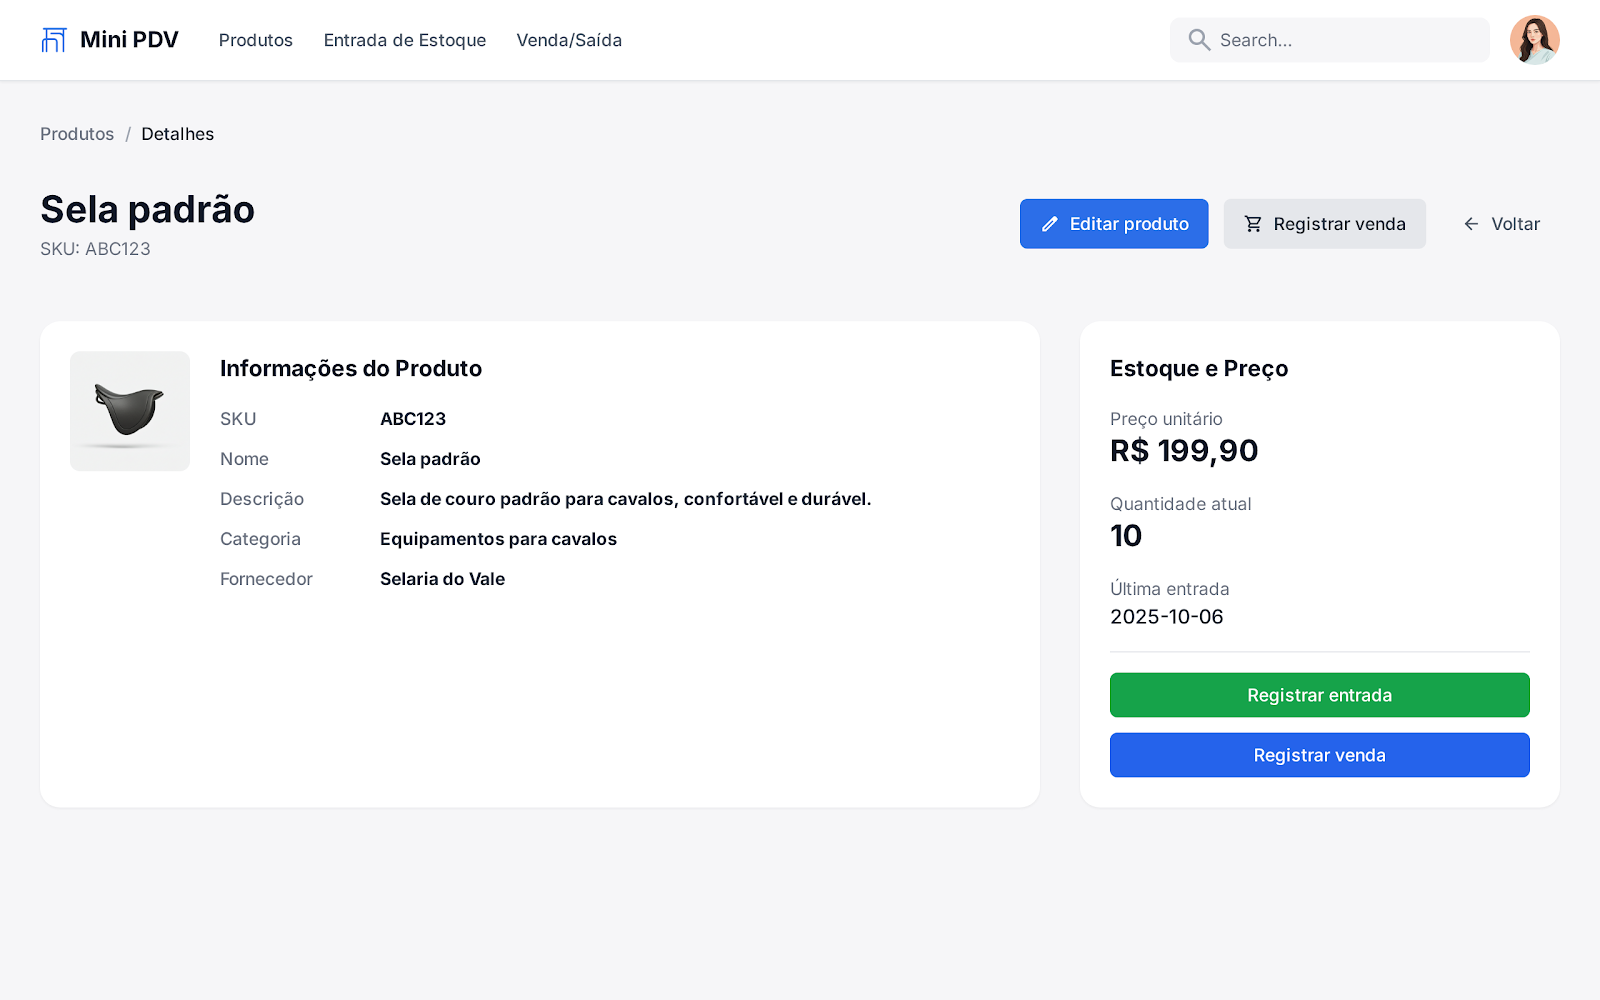 Mini PDV
Produtos
Entrada de Estoque
Venda/Saída
Search...
Produtos / Detalhes
Sela padrão
SKU: ABC123
Editar produto
Registrar venda
Voltar
Informações do Produto
SKU ABC123
Nome Sela padrão
Descrição Sela de couro padrão para cavalos, confortável e durável.
Categoria Equipamentos para cavalos
Fornecedor Selaria do Vale
Estoque e Preço
Preço unitário
R$ 199,90
Quantidade atual
10
Última entrada
2025-10-06
Registrar entrada
Registrar venda